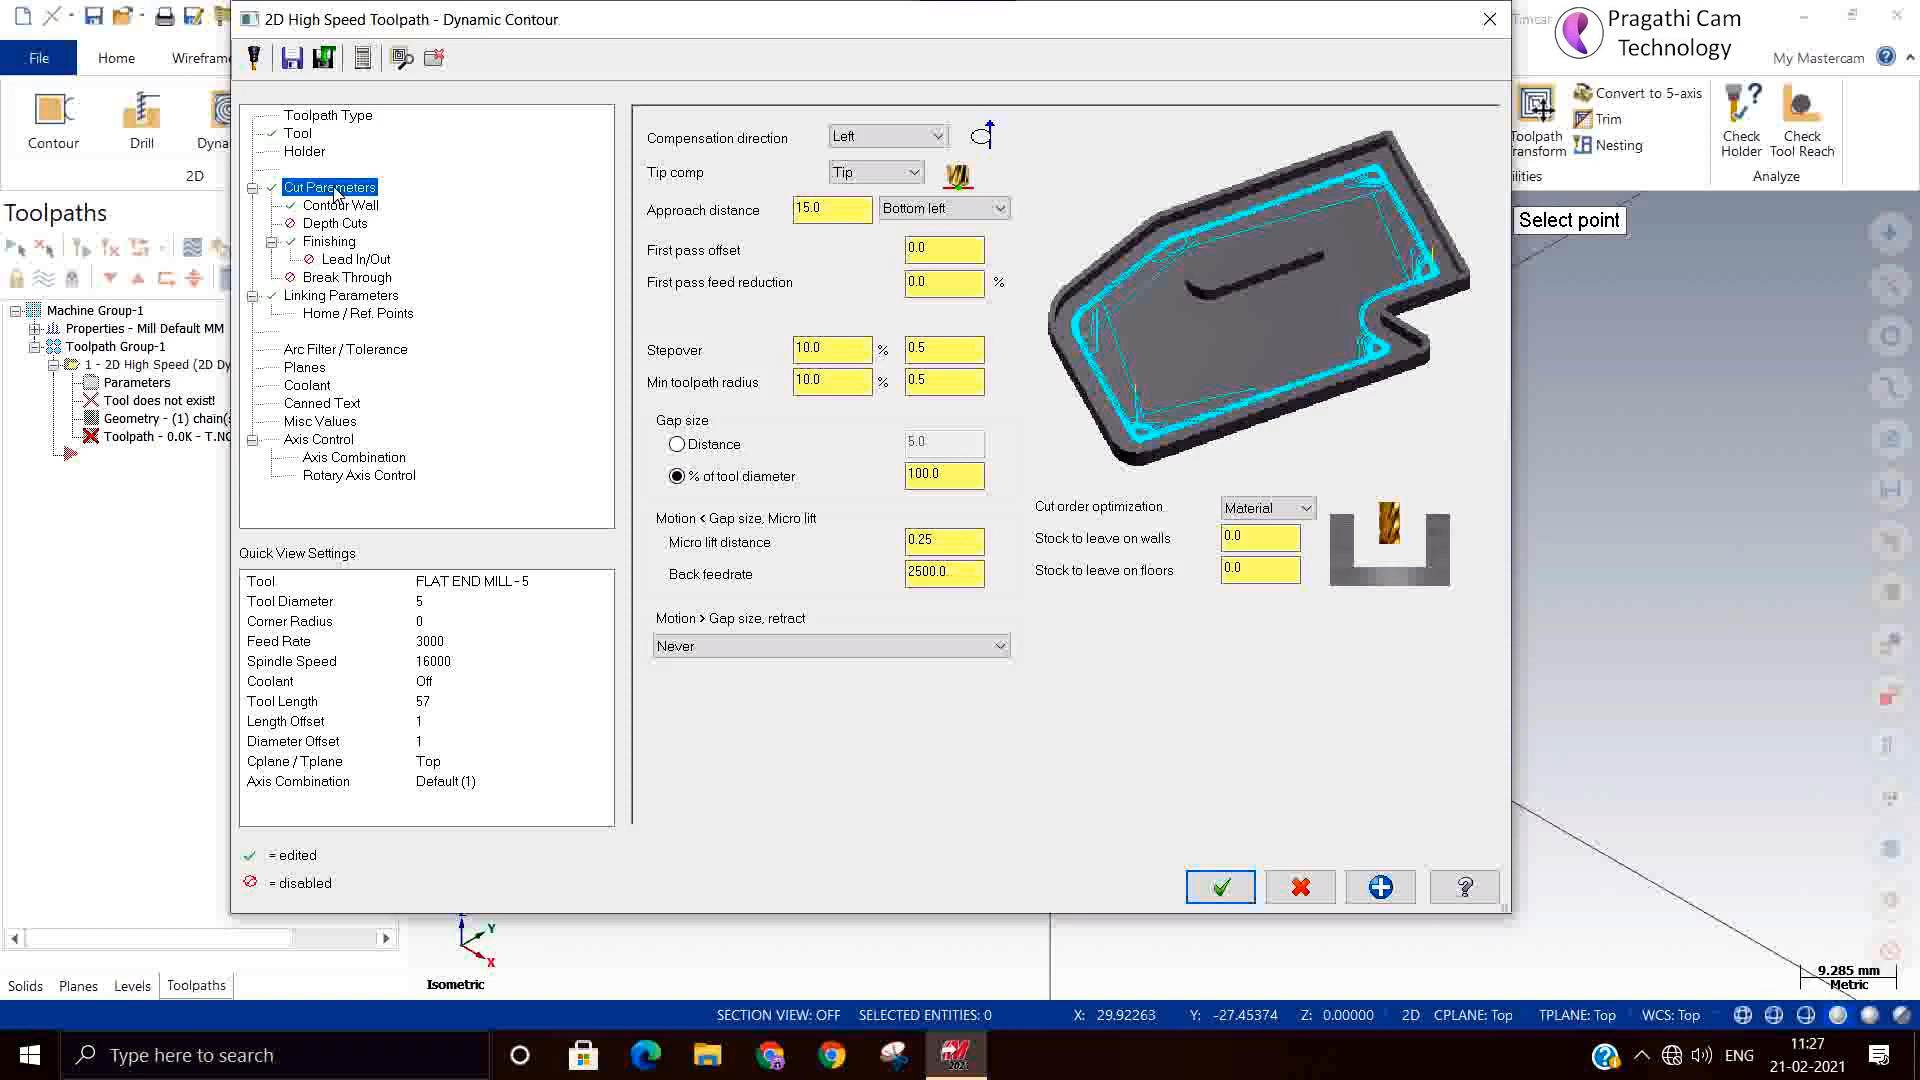 2D High Speed Toolpath - Dynamic Contour
Timcar
Pragathi Cam
Technology
File
Home
Wireframe
My Mastercam
Contour
Drill
Dyna
2D
Toolpath
Transform
Convert to 5-axis
Trim
Nesting
Check
Holder
Check
Tool Reach
ilities
Analyze
Toolpaths
Machine Group-1
Properties - Mill Default MM
Toolpath Group-1
1 - 2D High Speed (2D Dy
Parameters
Tool does not exist!
Geometry - (1) chain(s
Toolpath - 0.0K - T.NC
Toolpath Type
Tool
Holder
Cut Parameters
Contour Wall
Depth Cuts
Finishing
Lead In/Out
Break Through
Linking Parameters
Home / Ref. Points
Arc Filter / Tolerance
Planes
Coolant
Canned Text
Misc Values
Axis Control
Axis Combination
Rotary Axis Control
Quick View Settings
Tool FLAT END MILL - 5
Tool Diameter 5
Corner Radius 0
Feed Rate 3000
Spindle Speed 16000
Coolant Off
Tool Length 57
Length Offset 1
Diameter Offset 1
Cplane / Tplane Top
Axis Combination Default (1)
= edited
= disabled
Compensation direction Left
Tip comp Tip
Approach distance 15.0 Bottom left
First pass offset 0.0
First pass feed reduction 0.0 %
Stepover 10.0 % 0.5
Min toolpath radius 10.0 % 0.5
Gap size
Distance 5.0
% of tool diameter 100.0
Motion < Gap size, Micro lift
Micro lift distance 0.25
Back feedrate 2500.0
Motion > Gap size, retract
Never
Cut order optimization Material
Stock to leave on walls 0.0
Stock to leave on floors 0.0
Select point
Solids Planes Levels Toolpaths
Z
Y
X
Isometric
9.285 mm
Metric
SECTION VIEW: OFF SELECTED ENTITIES: 0 X: 29.92263 Y: -27.45374 Z: 0.00000 2D CPLANE: Top TPLANE: Top WCS: Top
Type here to search
2021
ENG
11:27
21-02-2021